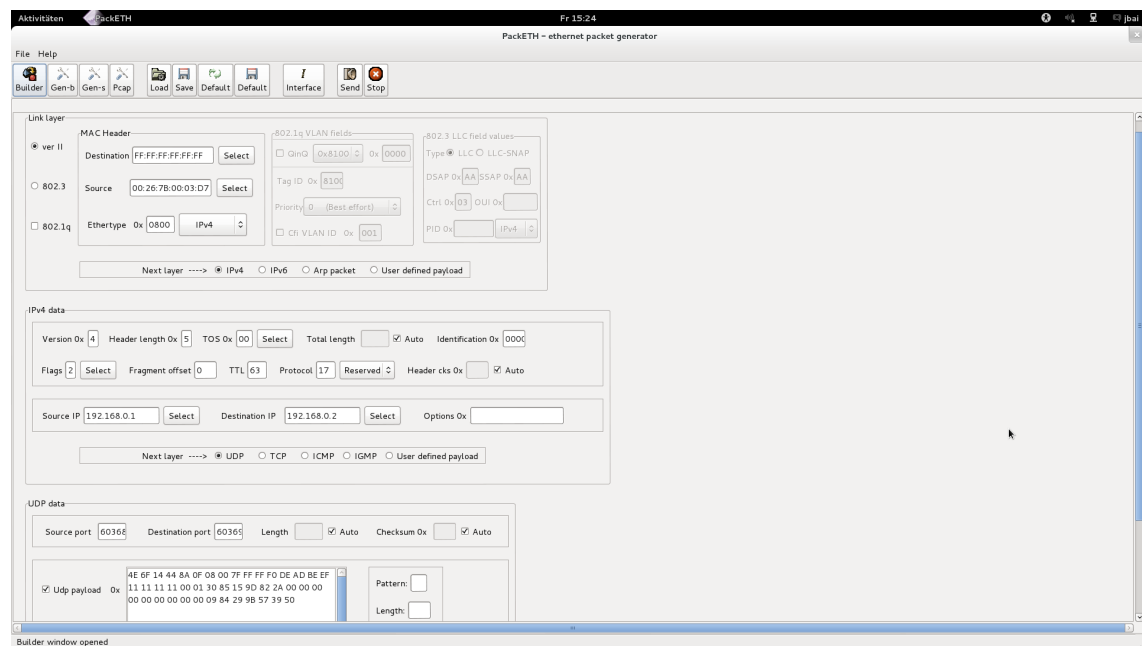 Aktivitäten PackETH Fr 15:24 jbai
PackETH – ethernet packet generator
File Help
Builder Gen-b Gen-s Pcap Load Save Default Default Interface Send Stop
Link layer
MAC Header 802.1q VLAN fields 802.3 LLC field values
ver II Destination FF:FF:FF:FF:FF:FF Select QinQ 0x8100 0x 0000 Type LLC LLC-SNAP
802.3 Source 00:26:7B:00:03:D7 Select Tag ID 0x 8100 DSAP 0x AA SSAP 0x AA
Priority 0 (Best effort) Ctrl 0x 03 OUI 0x
802.1q Ethertype 0x 0800 IPv4 Cfi VLAN ID 0x 001 PID 0x IPv4
Next layer ----> IPv4 IPv6 Arp packet User defined payload
IPv4 data
Version 0x 4 Header length 0x 5 TOS 0x 00 Select Total length Auto Identification 0x 0000
Flags 2 Select Fragment offset 0 TTL 63 Protocol 17 Reserved Header cks 0x Auto
Source IP 192.168.0.1 Select Destination IP 192.168.0.2 Select Options 0x
Next layer ----> UDP TCP ICMP IGMP User defined payload
UDP data
Source port 60368 Destination port 60369 Length Auto Checksum 0x Auto
Udp payload 0x
4E 6F 14 44 8A 0F 08 00 7F FF FF F0 DE AD BE EF
11 11 11 11 00 01 30 85 15 9D 82 2A 00 00 00
00 00 00 00 00 00 09 84 29 9B 57 39 50
Pattern:
Length:
Builder window opened